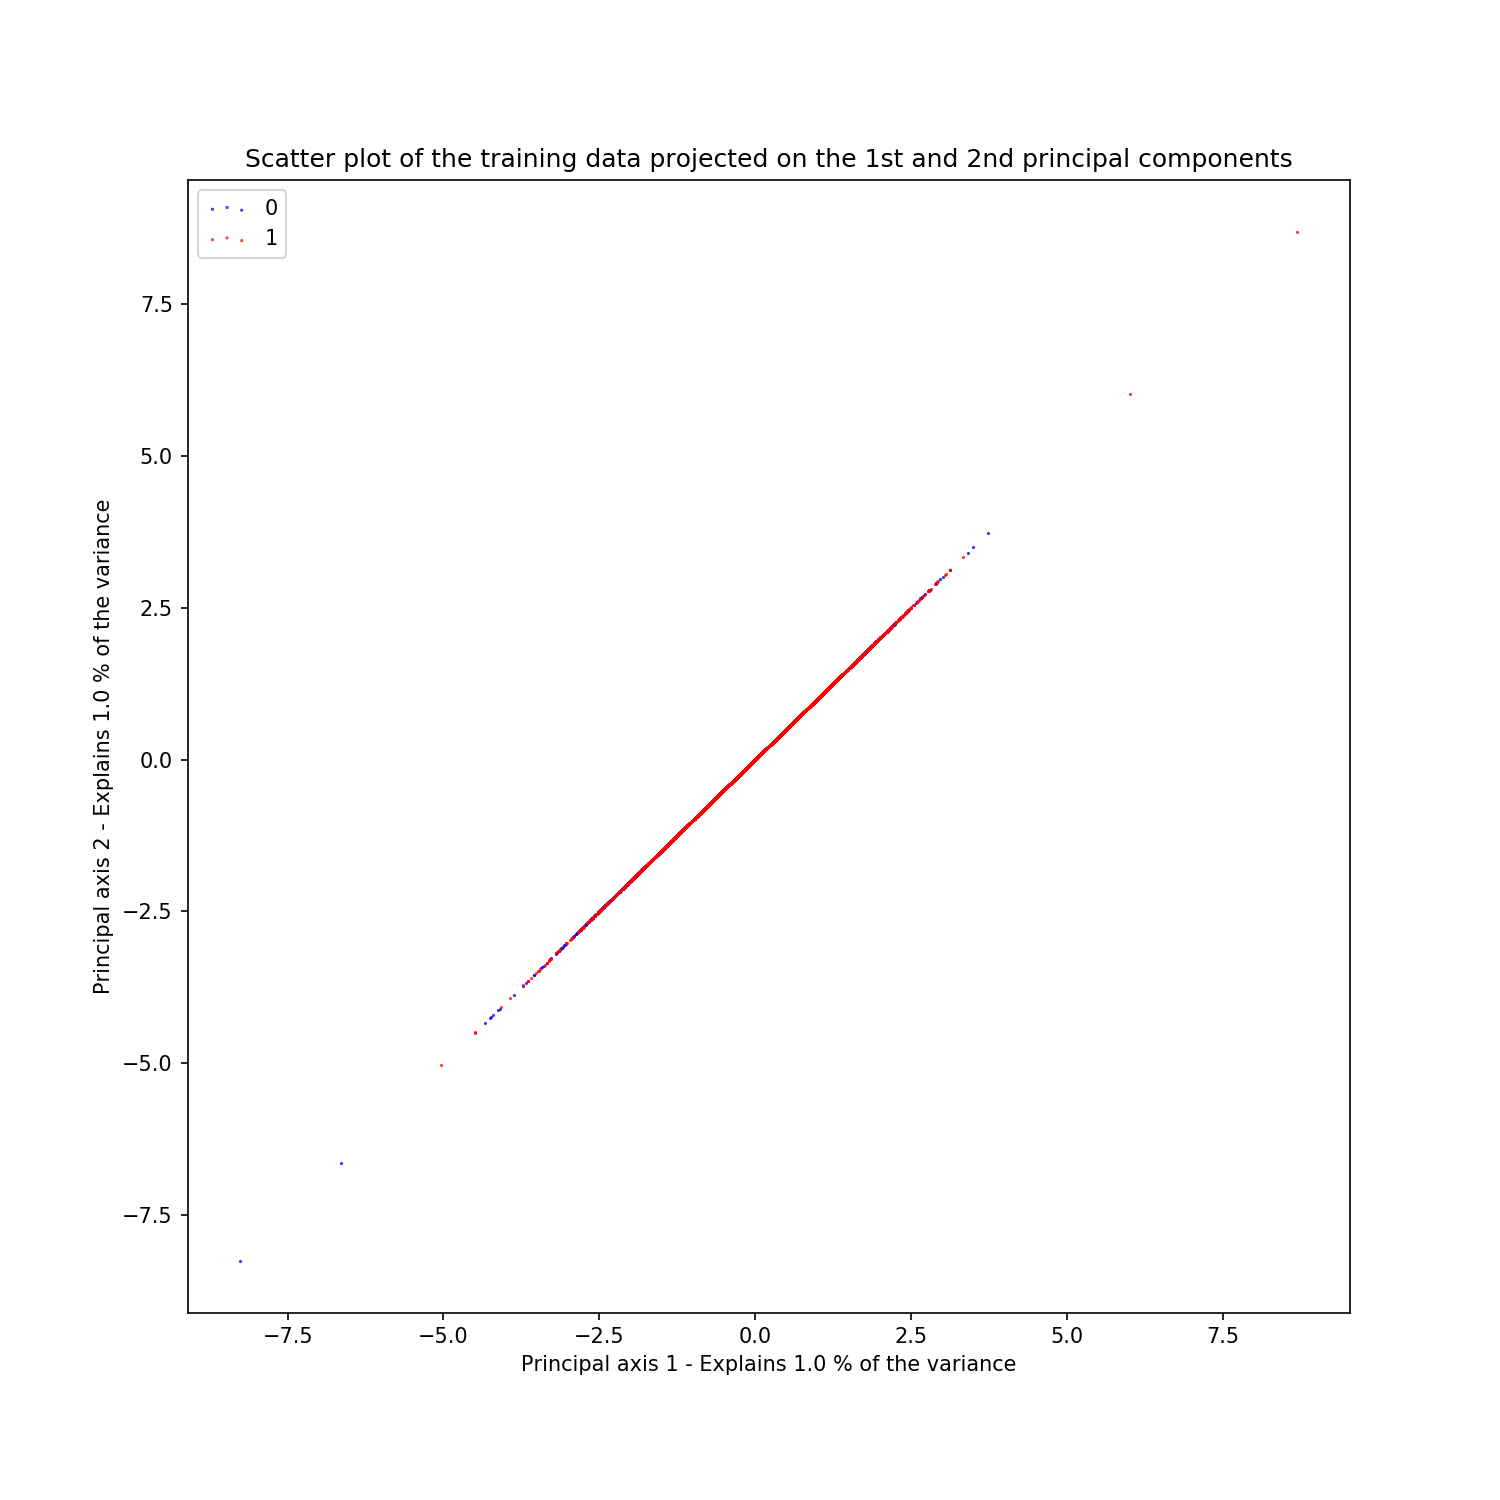 Scatter plot of the training data projected on the 1st and 2nd principal components
0
1
7.5
5.0
2.5
0.0
−2.5
−5.0
−7.5
Principal axis 2 - Explains 1.0 % of the variance
−7.5 −5.0 −2.5 0.0 2.5 5.0 7.5
Principal axis 1 - Explains 1.0 % of the variance